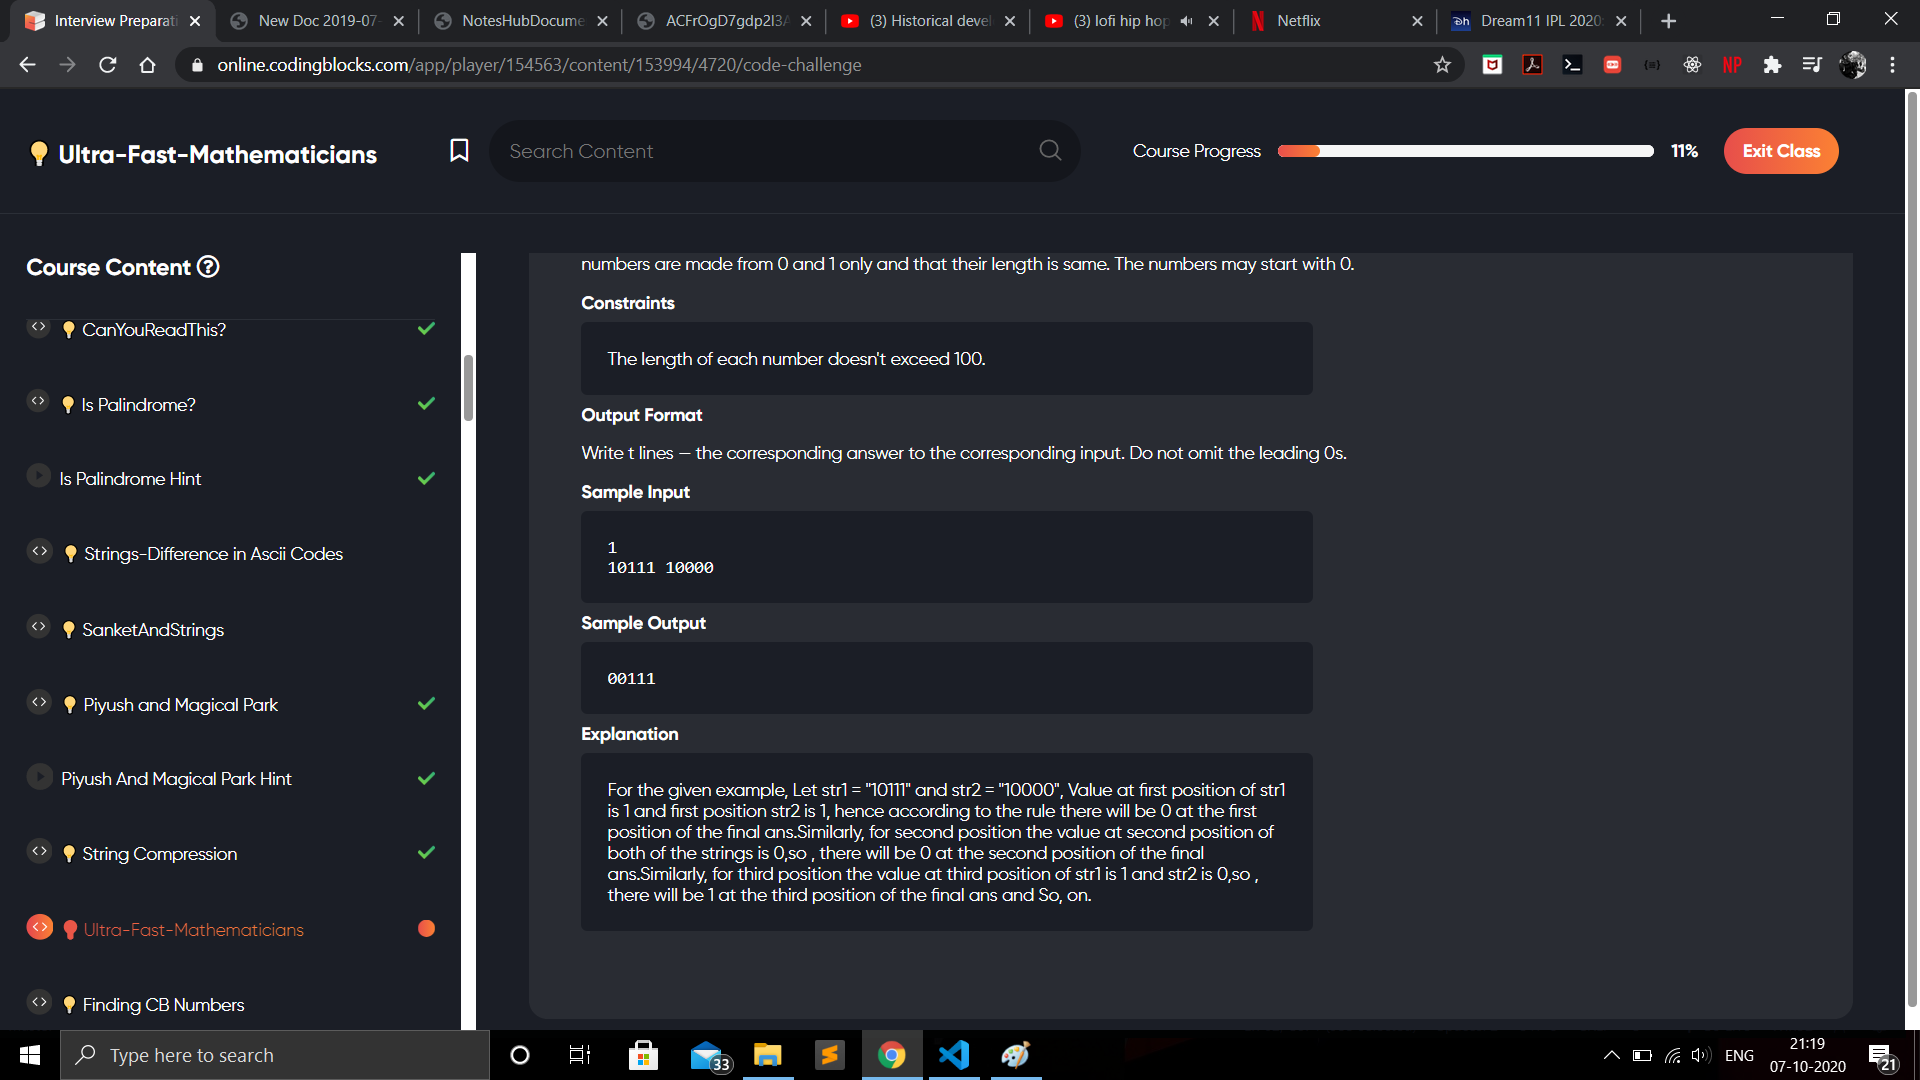 Interview Preparati
New Doc 2019-07-
NotesHubDocume
ACFrOgD7gdp2I3A
(3) Historical devel
(3) lofi hip hop
Netflix
Dream11 IPL 2020:
online.codingblocks.com/app/player/154563/content/153994/4720/code-challenge
Ultra-Fast-Mathematicians
Search Content
Course Progress
11%
Exit Class
Course Content
CanYouReadThis?
Is Palindrome?
Is Palindrome Hint
Strings-Difference in Ascii Codes
SanketAndStrings
Piyush and Magical Park
Piyush And Magical Park Hint
String Compression
Ultra-Fast-Mathematicians
Finding CB Numbers
numbers are made from 0 and 1 only and that their length is same. The numbers may start with 0.
Constraints
The length of each number doesn't exceed 100.
Output Format
Write t lines — the corresponding answer to the corresponding input. Do not omit the leading 0s.
Sample Input
1
10111 10000
Sample Output
00111
Explanation
For the given example, Let str1 = "10111" and str2 = "10000", Value at first position of str1
is 1 and first position str2 is 1, hence according to the rule there will be 0 at the first
position of the final ans.Similarly, for second position the value at second position of
both of the strings is 0,so , there will be 0 at the second position of the final
ans.Similarly, for third position the value at third position of str1 is 1 and str2 is 0,so ,
there will be 1 at the third position of the final ans and So, on.
Type here to search
33
ENG
21:19
07-10-2020
21